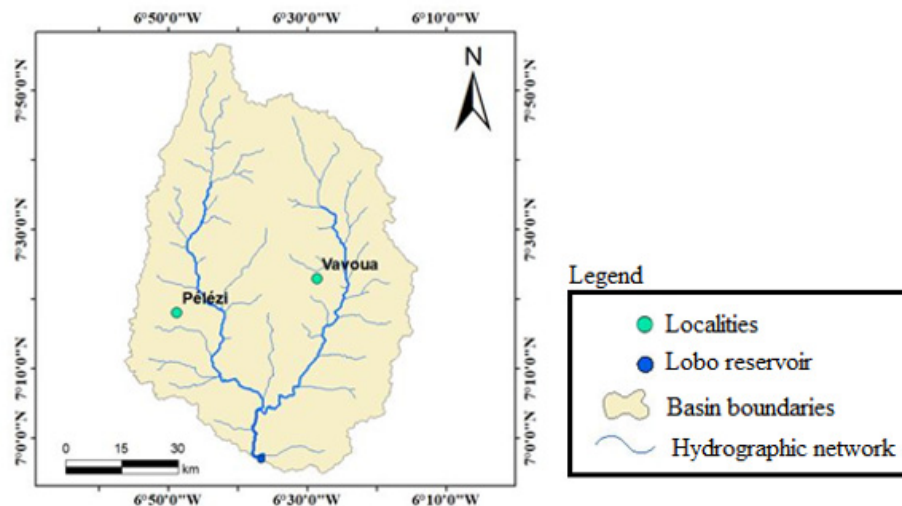 6°50'0"W 6°30'0"W 6°10'0"W
N
7°50'0"N 7°50'0"N
7°30'0"N 7°30'0"N
Vavoua
Pélézi
7°10'0"N 7°10'0"N
7°0'0"N 7°0'0"N
0 15 30
km
6°50'0"W 6°30'0"W 6°10'0"W
Legend
Localities
Lobo reservoir
Basin boundaries
Hydrographic network